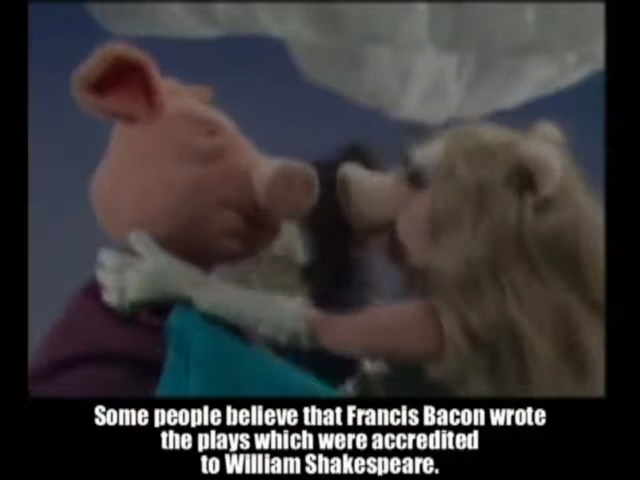 Some people believe that Francis Bacon wrote
the plays which were accredited
to William Shakespeare.